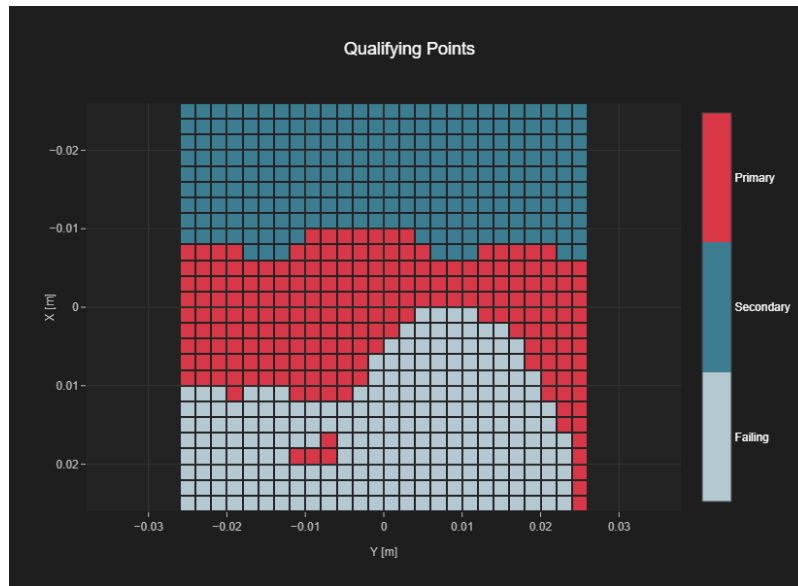 Qualifying Points
−0.02
−0.01
0
0.01
0.02
X [m]
−0.03
−0.02
−0.01
0
0.01
0.02
0.03
Y [m]
Primary
Secondary
Failing